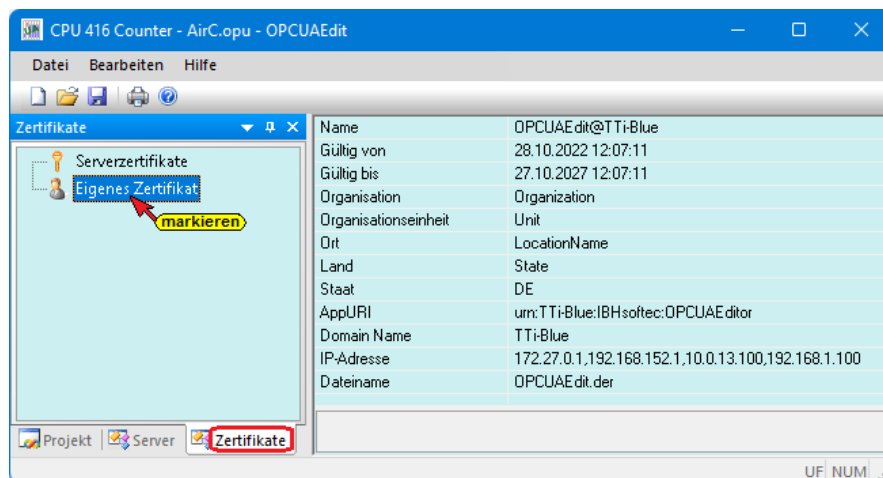 CPU 416 Counter - AirC.opu - OPCUAEdit
Datei Bearbeiten Hilfe
Zertifikate
Serverzertifikate
Eigenes Zertifikat
markieren
Name OPCUAEdit@TTi-Blue
Gültig von 28.10.2022 12:07:11
Gültig bis 27.10.2027 12:07:11
Organisation Organization
Organisationseinheit Unit
Ort LocationName
Land State
Staat DE
AppURI urn:TTi-Blue:IBHsoftec:OPCUAEditor
Domain Name TTi-Blue
IP-Adresse 172.27.0.1,192.168.152.1,10.0.13.100,192.168.1.100
Dateiname OPCUAEdit.der
Projekt Server Zertifikate
UF NUM